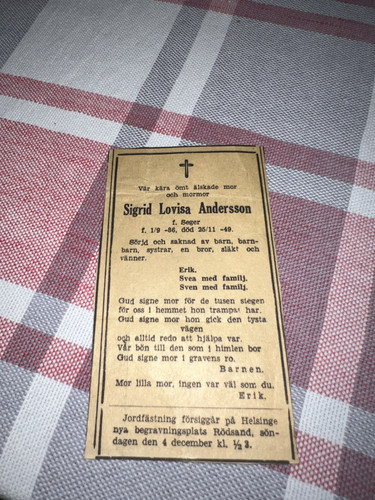 Vår kära ömt älskade mor
och mormor
Sigrid Lovisa Andersson
f. Seger
f. 1/9 -86, död 26/11 -49.
Sörjd och saknad av barn, barn-
barn, systrar, en bror, släkt och
vänner.
Erik.
Svea med familj.
Sven med familj.
Gud signe mor för de tusen stegen
för oss i hemmet hon trampat har.
Gud signe mor hon gick den tysta
vägen
och alltid redo att hjälpa var.
Vår bön till den som i himlen bor
Gud signe mor i gravens ro.
Barnen.
Mor lilla mor, ingen var väl som du.
Erik.
Jordfästning försiggår på Helsinge
nya begravningsplats Rödsand, sön-
dagen den 4 december kl. ½ 3.